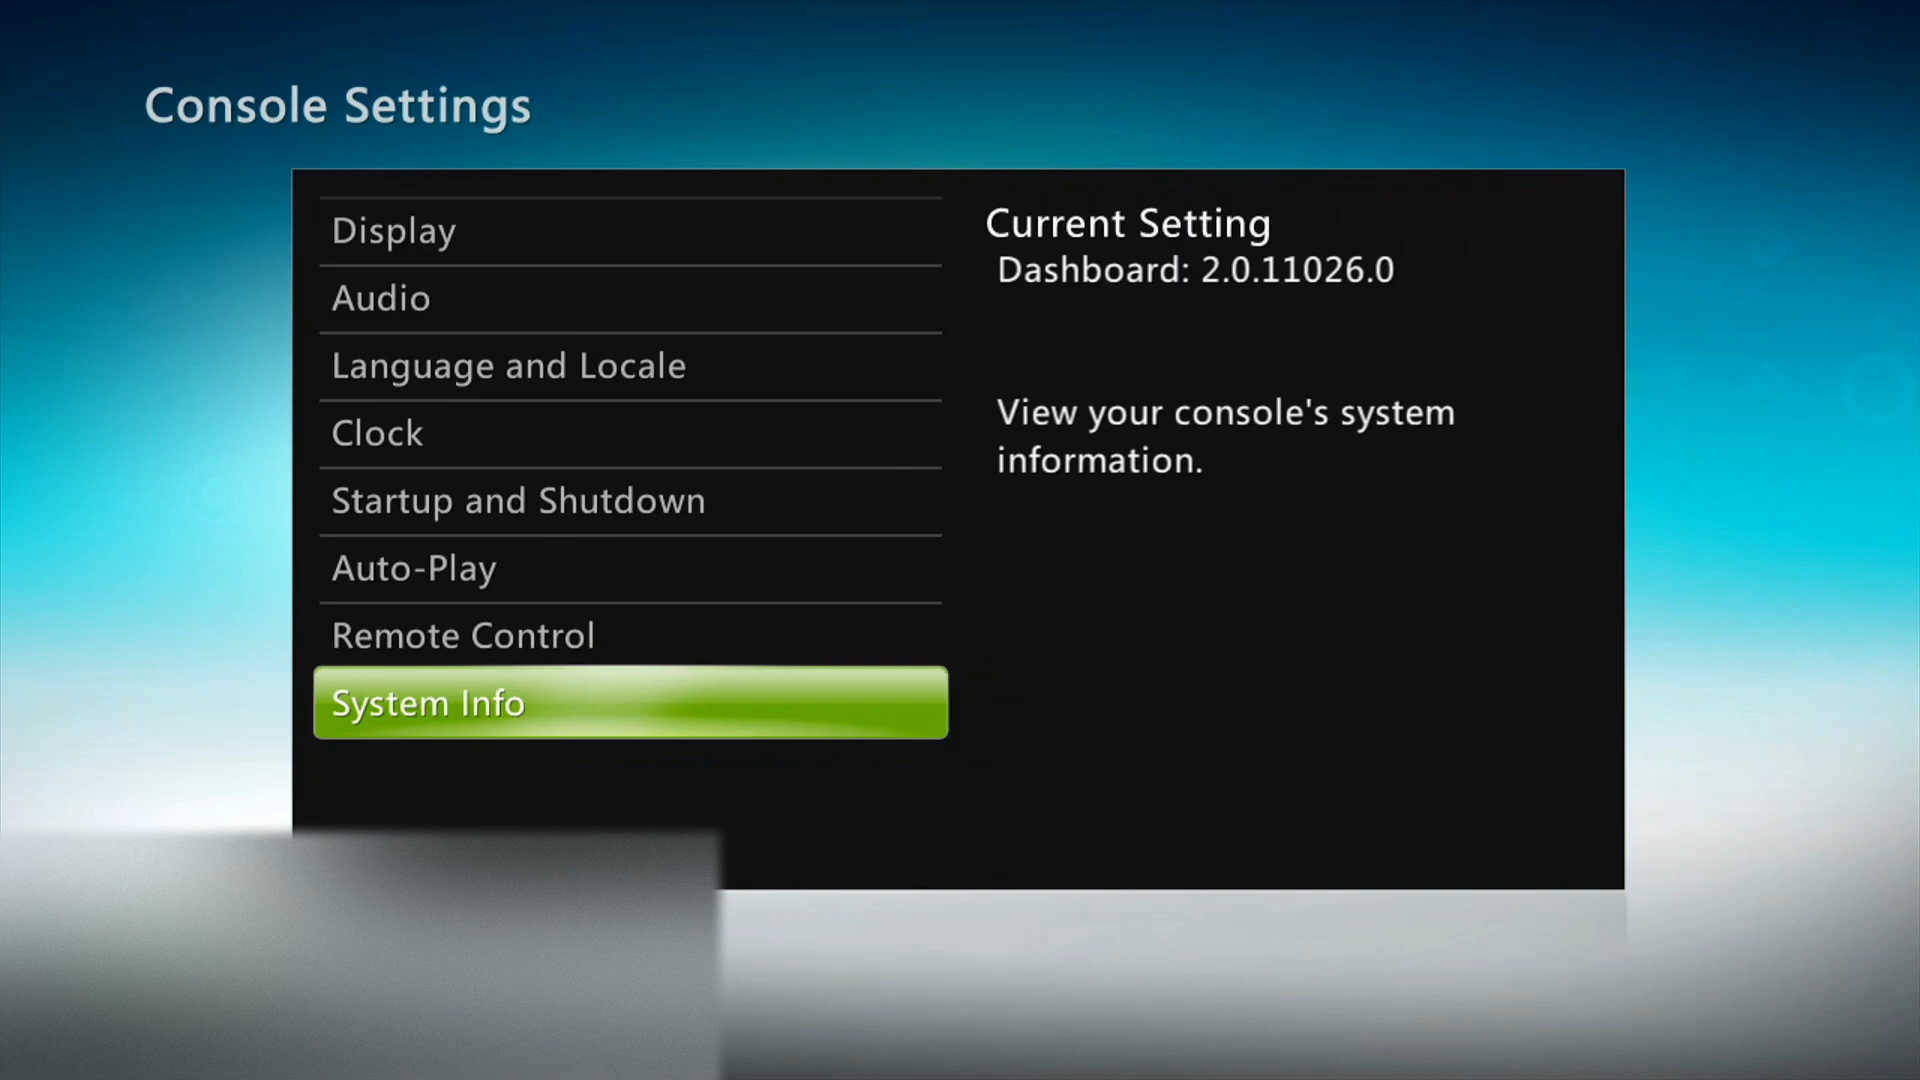 Console Settings
Display
Audio
Language and Locale
Clock
Startup and Shutdown
Auto-Play
Remote Control
System Info
Current Setting
Dashboard: 2.0.11026.0
View your console's system
information.